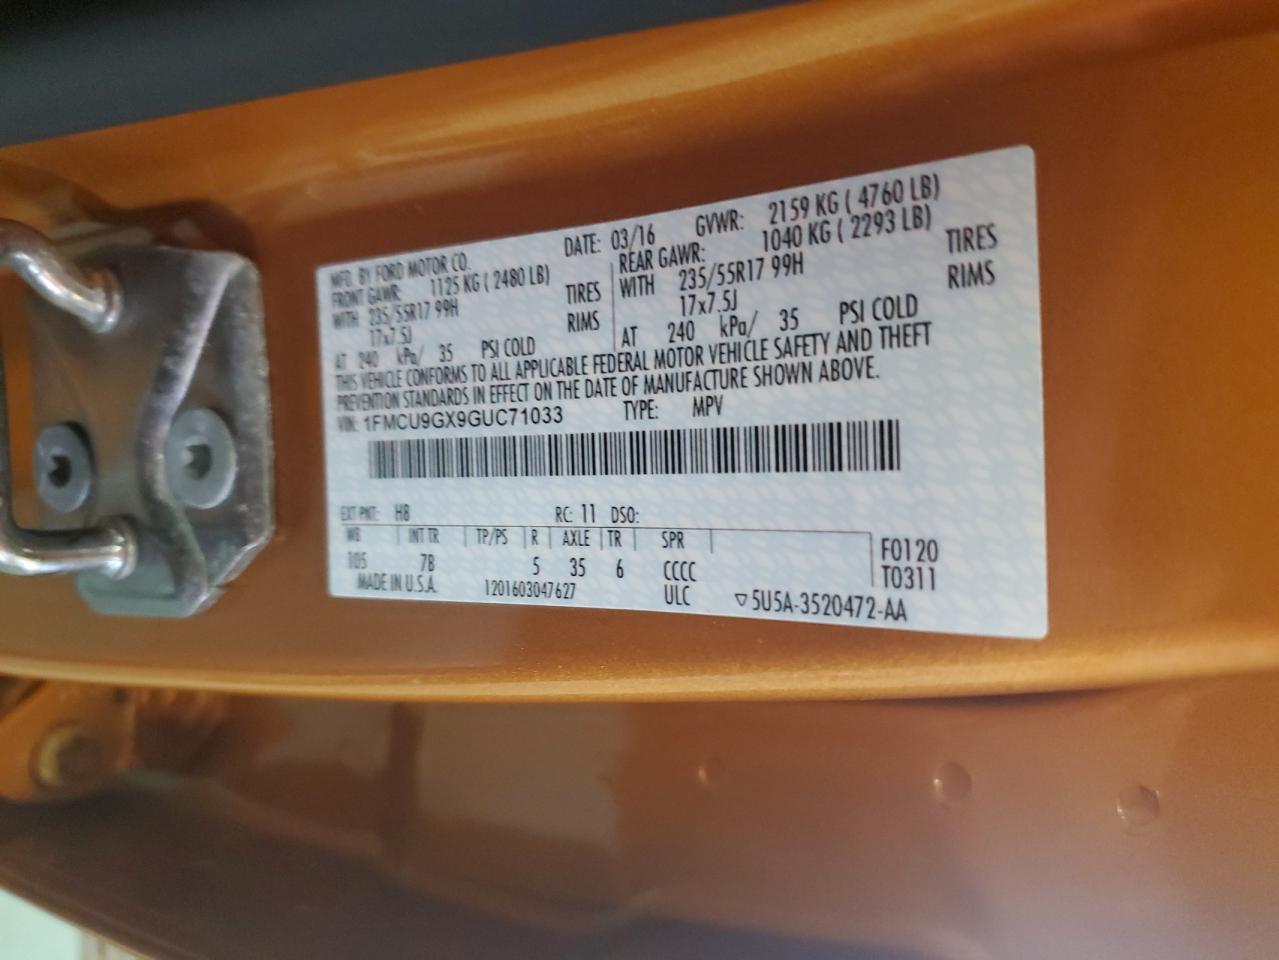 MFD. BY FORD MOTOR CO. DATE: 03/16 GVWR: 2159 KG ( 4760 LB)
FRONT GAWR: 1125 KG ( 2480 LB) REAR GAWR: 1040 KG ( 2293 LB)
WITH 235/55R17 99H TIRES WITH 235/55R17 99H TIRES
17x7.5J RIMS 17x7.5J RIMS
AT 240 kPa/ 35 PSI COLD AT 240 kPa/ 35 PSI COLD
THIS VEHICLE CONFORMS TO ALL APPLICABLE FEDERAL MOTOR VEHICLE SAFETY AND THEFT
PREVENTION STANDARDS IN EFFECT ON THE DATE OF MANUFACTURE SHOWN ABOVE.
VIN: 1FMCU9GX9GUC71033 TYPE: MPV
EXT PNT: H8 RC: 11 DSO:
WB INT TR TP/PS R AXLE TR SPR F0120
105 7B 5 35 6 CCCC T0311
MADE IN U.S.A. 1201603047627 ULC ▽5U5A-3520472-AA